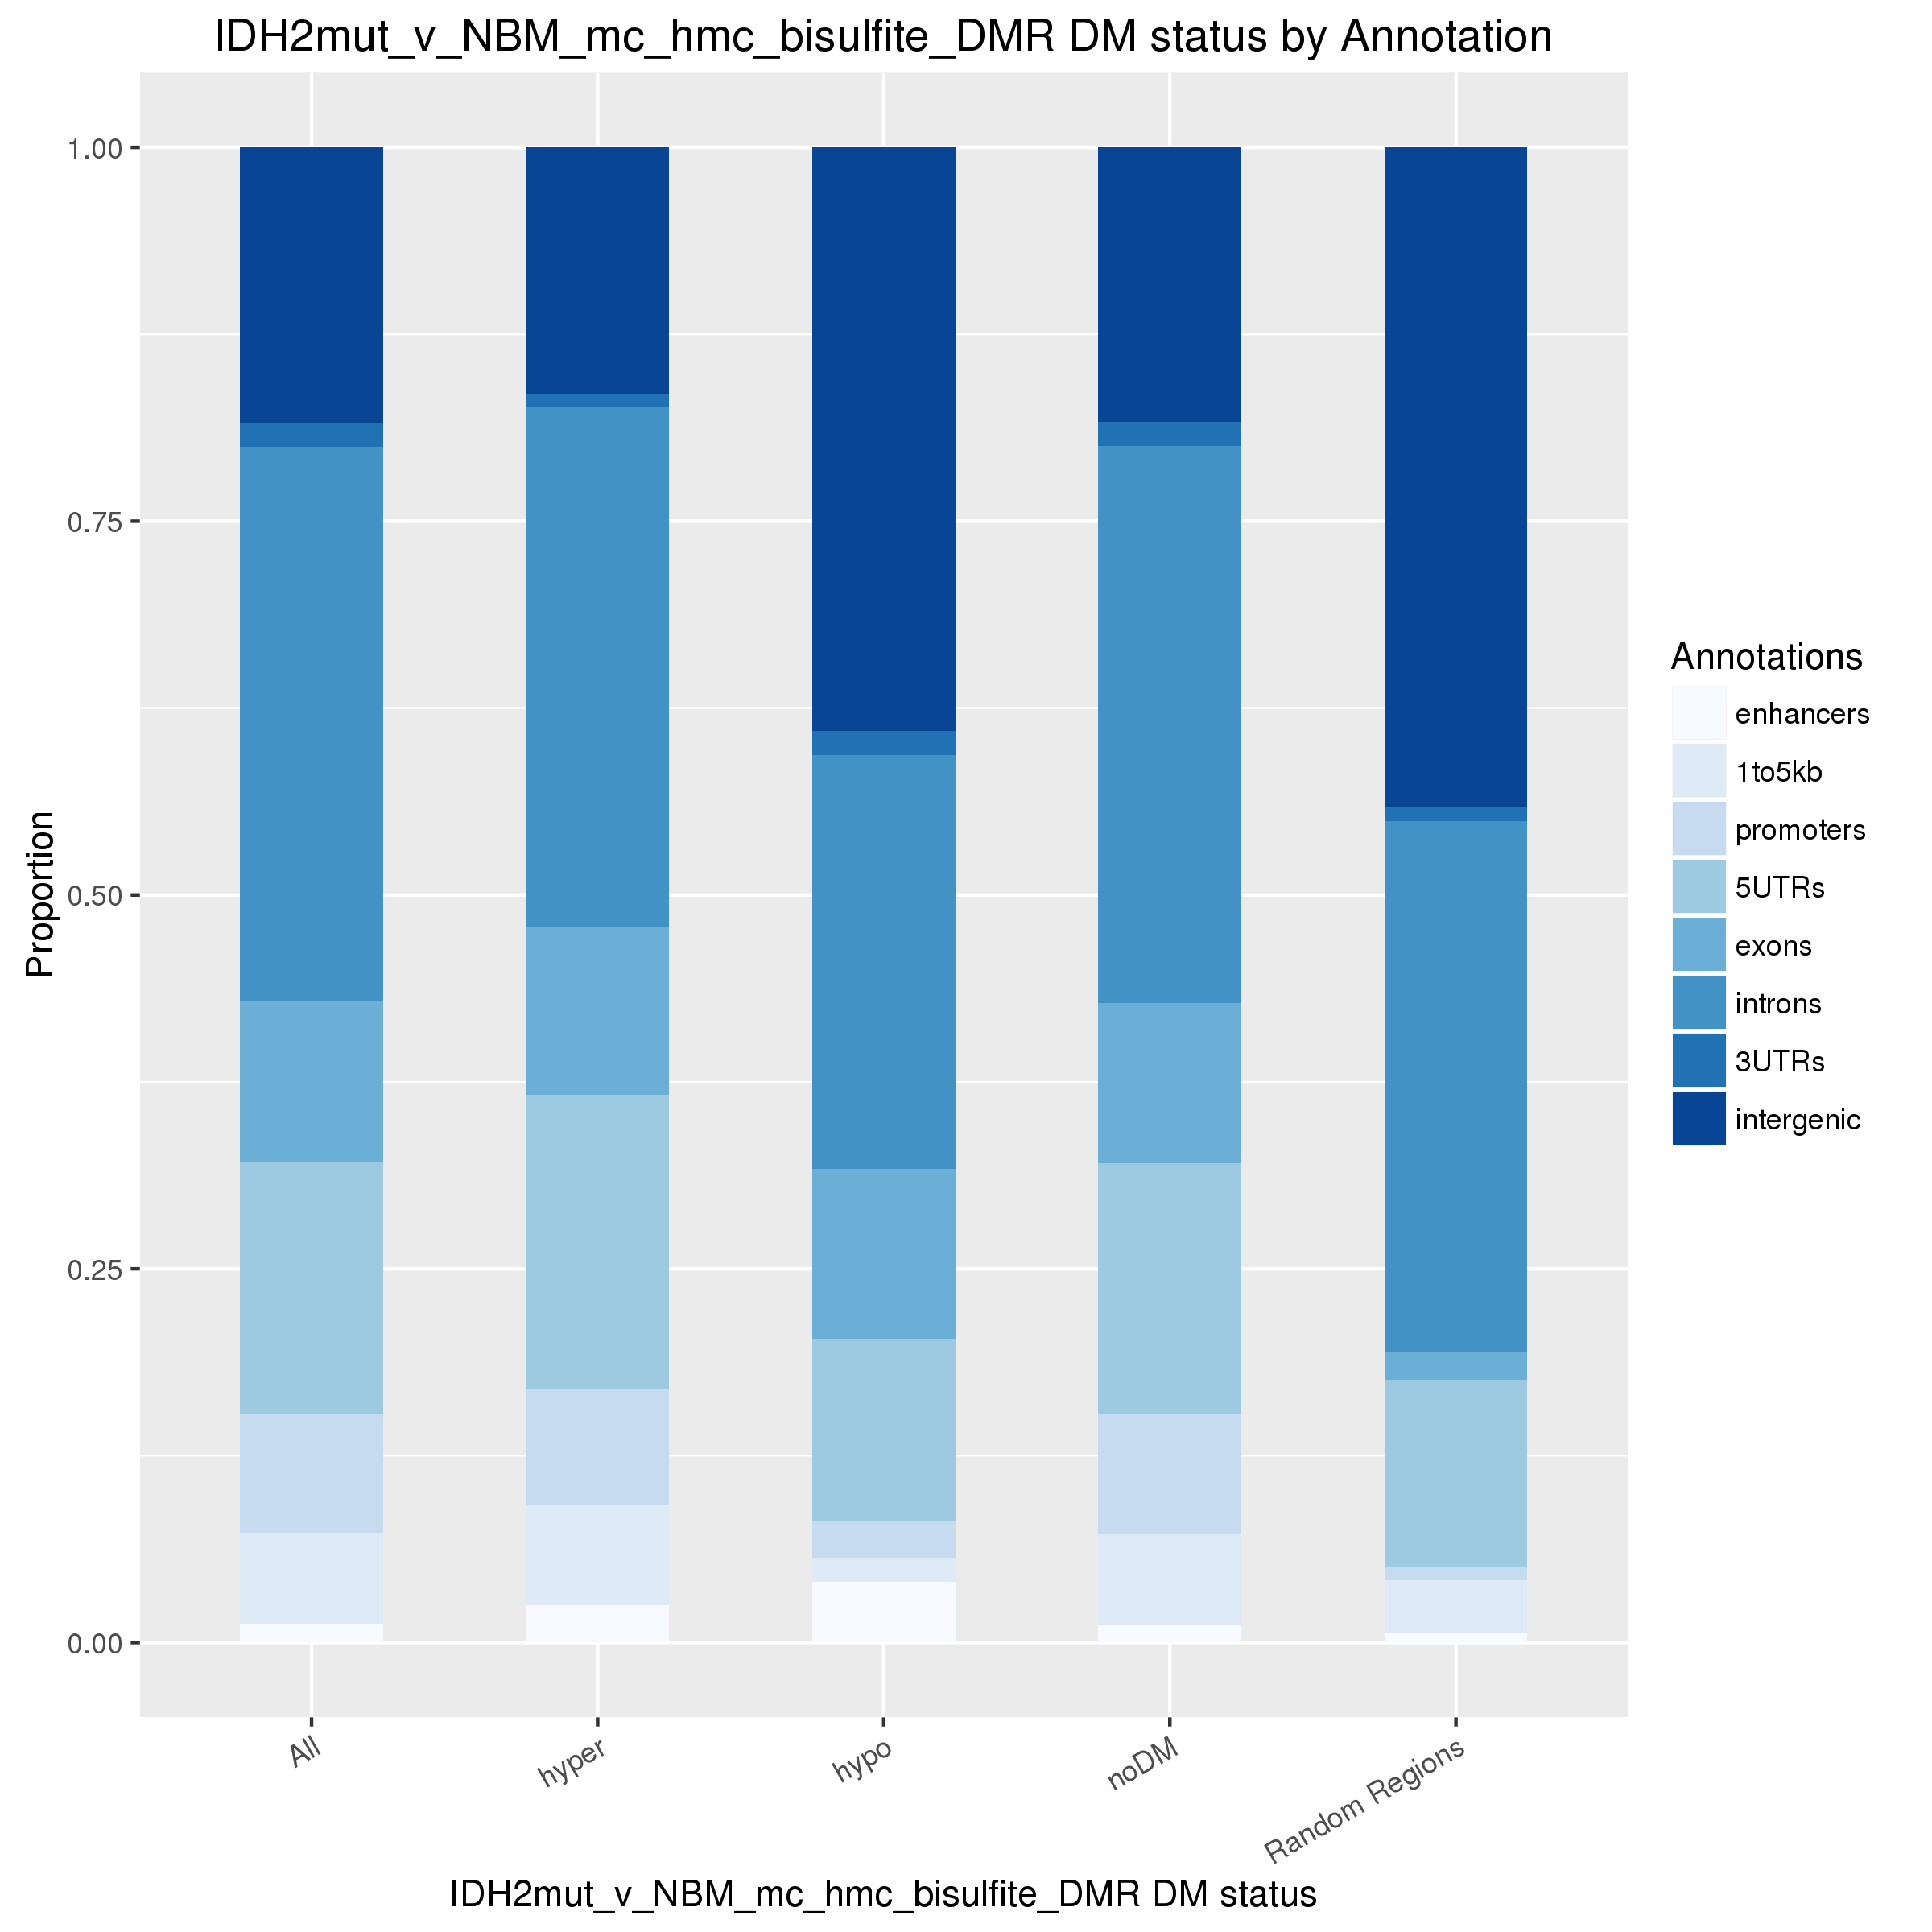 IDH2mut_v_NBM_mc_hmc_bisulfite_DMR DM status by Annotation
Proportion
1.00
0.75
0.50
0.25
0.00
All
hyper
hypo
noDM
Random Regions
IDH2mut_v_NBM_mc_hmc_bisulfite_DMR DM status
Annotations
enhancers
1to5kb
promoters
5UTRs
exons
introns
3UTRs
intergenic